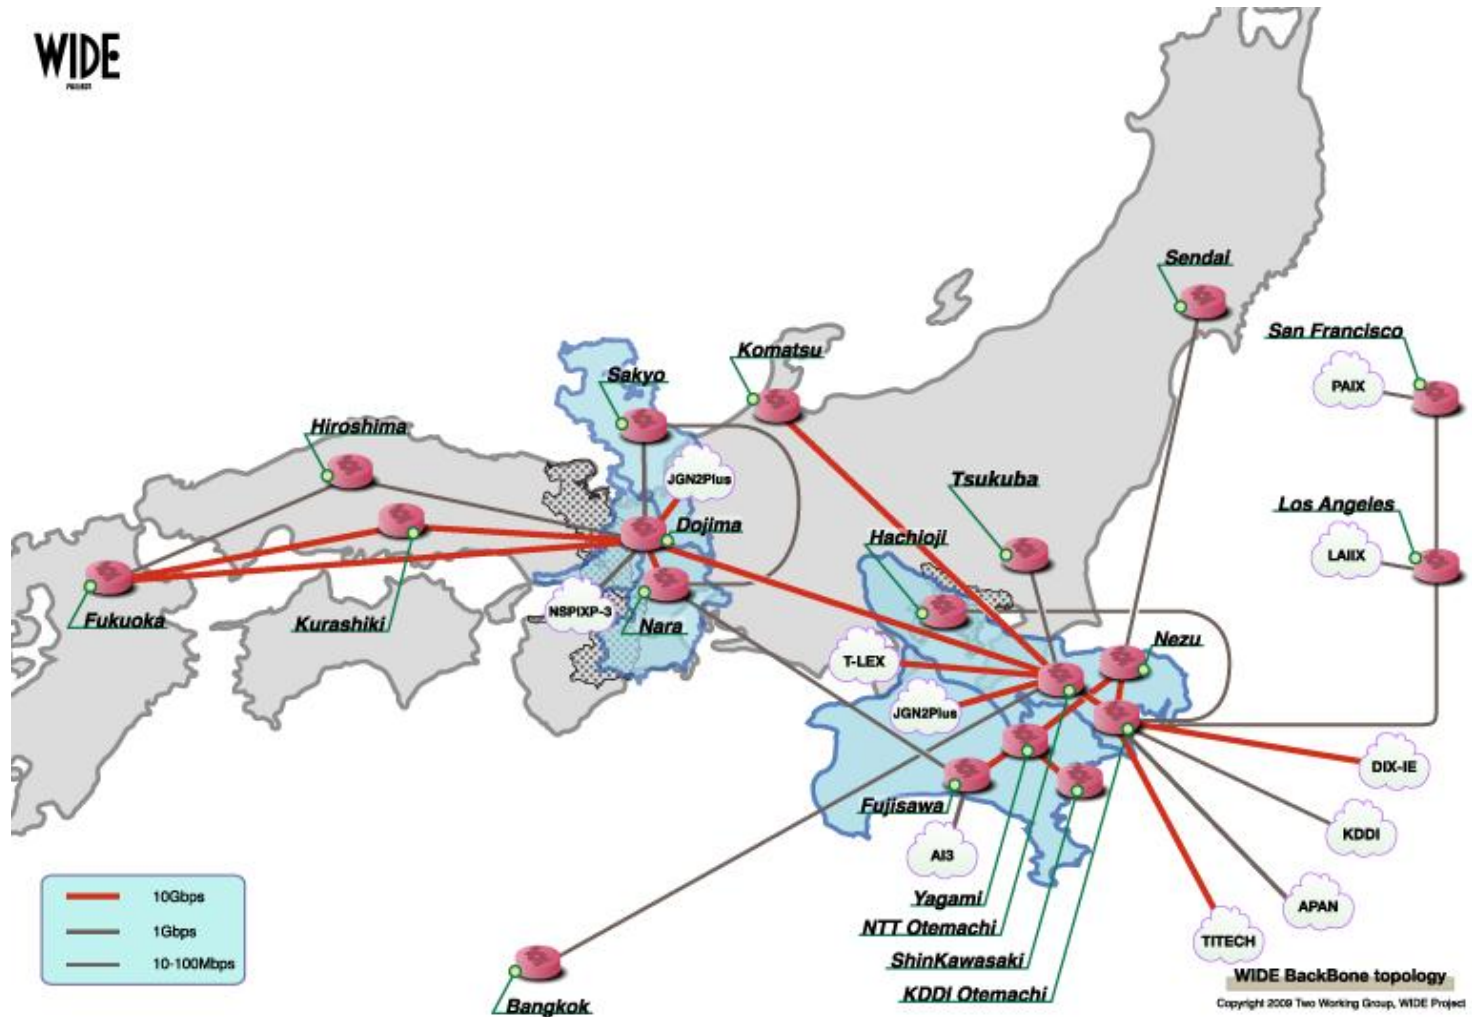 WIDE
PROJECT
Sendai
San Francisco
PAIX
Komatsu
Sakyo
Hiroshima
JGN2Plus
Tsukuba
Los Angeles
Dojima
Hachioji
LAIIX
Fukuoka
Kurashiki
NSPIXP-3
Nara
Nezu
T-LEX
JGN2Plus
DIX-IE
Fujisawa
KDDI
AI3
Yagami
APAN
NTT Otemachi
TITECH
ShinKawasaki
KDDI Otemachi
Bangkok
10Gbps
1Gbps
10-100Mbps
WIDE BackBone topology
Copyright 2009 Two Working Group, WIDE Project